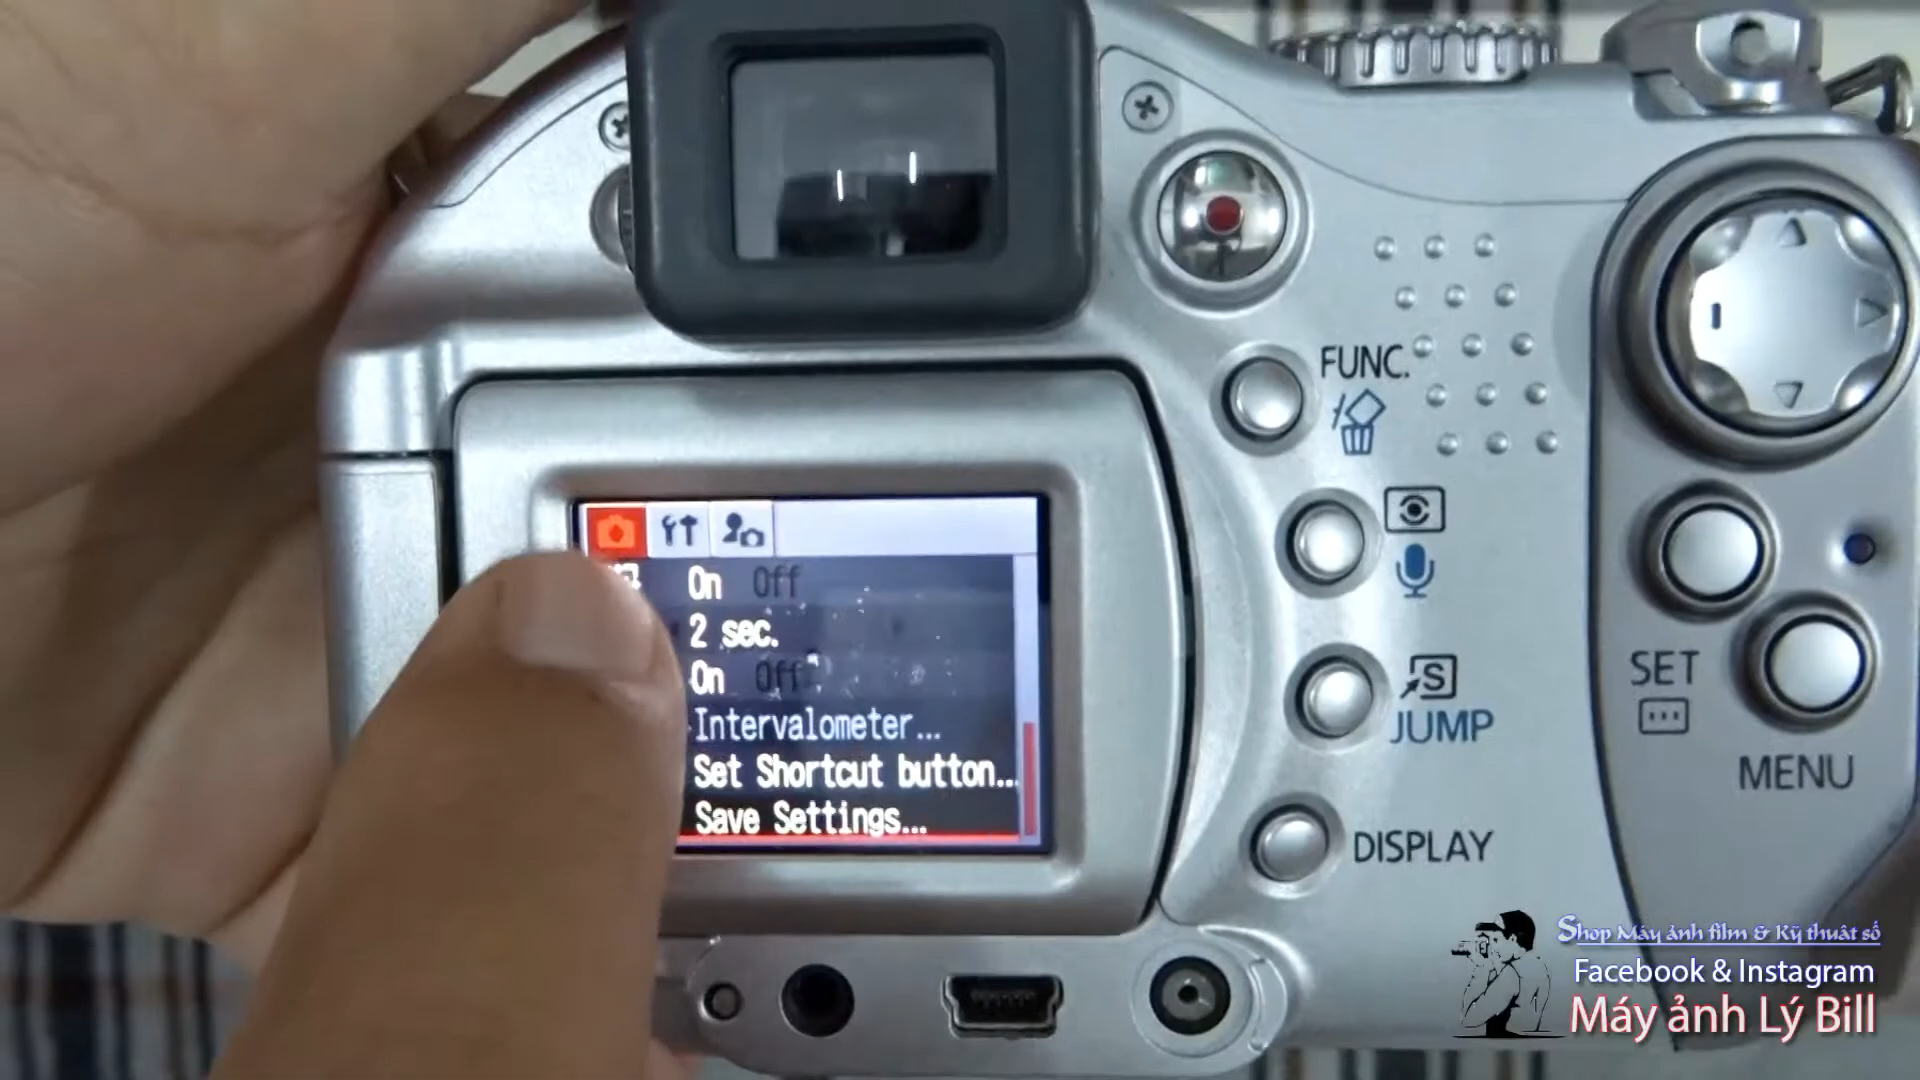 FUNC.
On Off
2 sec.
On Off
Intervalometer...
Set Shortcut button...
Save Settings...
S
JUMP
SET
MENU
DISPLAY
Shop Máy ảnh film & Kỹ thuật số
Facebook & Instagram
Máy ảnh Lý Bill